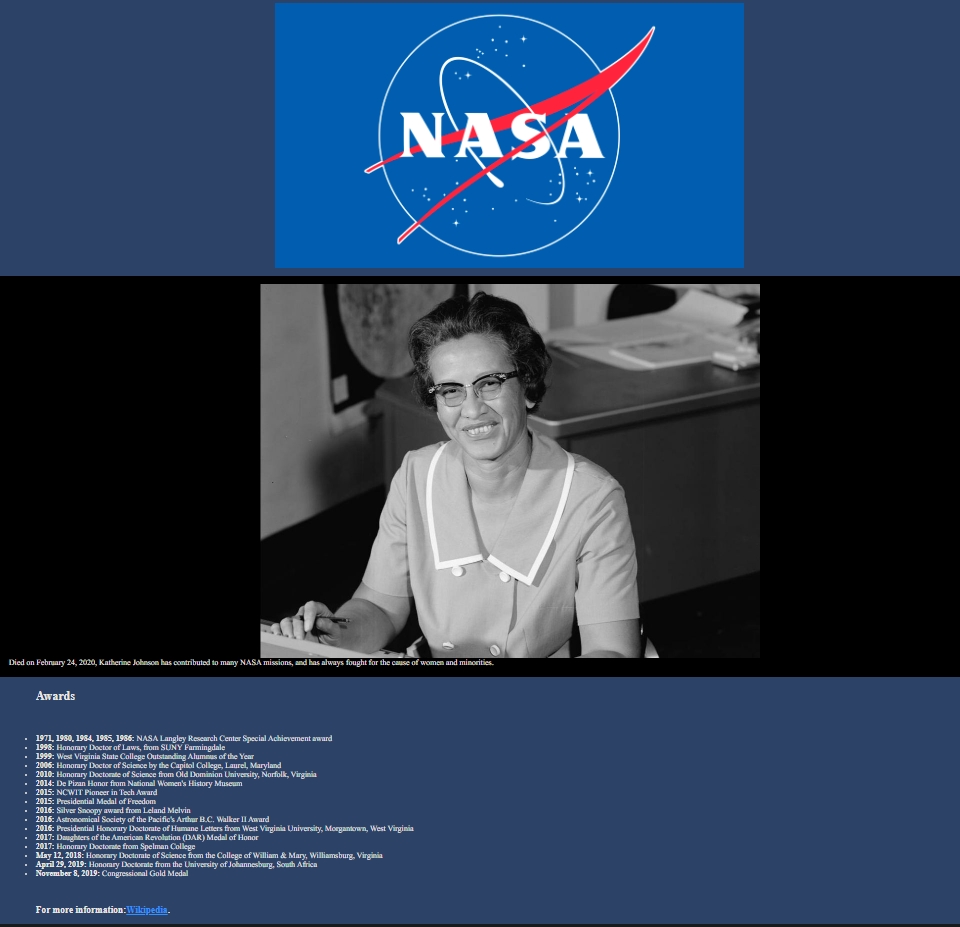 NASA
Died on February 24, 2020, Katherine Johnson has contributed to many NASA missions, and has always fought for the cause of women and minorities.
Awards
1971, 1980, 1984, 1985, 1986: NASA Langley Research Center Special Achievement award
1998: Honorary Doctor of Laws, from SUNY Farmingdale
1999: West Virginia State College Outstanding Alumnus of the Year
2006: Honorary Doctor of Science by the Capitol College, Laurel, Maryland
2010: Honorary Doctorate of Science from Old Dominion University, Norfolk, Virginia
2014: De Pizan Honor from National Women's History Museum
2015: NCWIT Pioneer in Tech Award
2015: Presidential Medal of Freedom
2016: Silver Snoopy award from Leland Melvin
2016: Astronomical Society of the Pacific's Arthur B.C. Walker II Award
2016: Presidential Honorary Doctorate of Humane Letters from West Virginia University, Morgantown, West Virginia
2017: Daughters of the American Revolution (DAR) Medal of Honor
2017: Honorary Doctorate from Spelman College
May 12, 2018: Honorary Doctorate of Science from the College of William & Mary, Williamsburg, Virginia
April 29, 2019: Honorary Doctorate from the University of Johannesburg, South Africa
November 8, 2019: Congressional Gold Medal
For more information:Wikipedia.